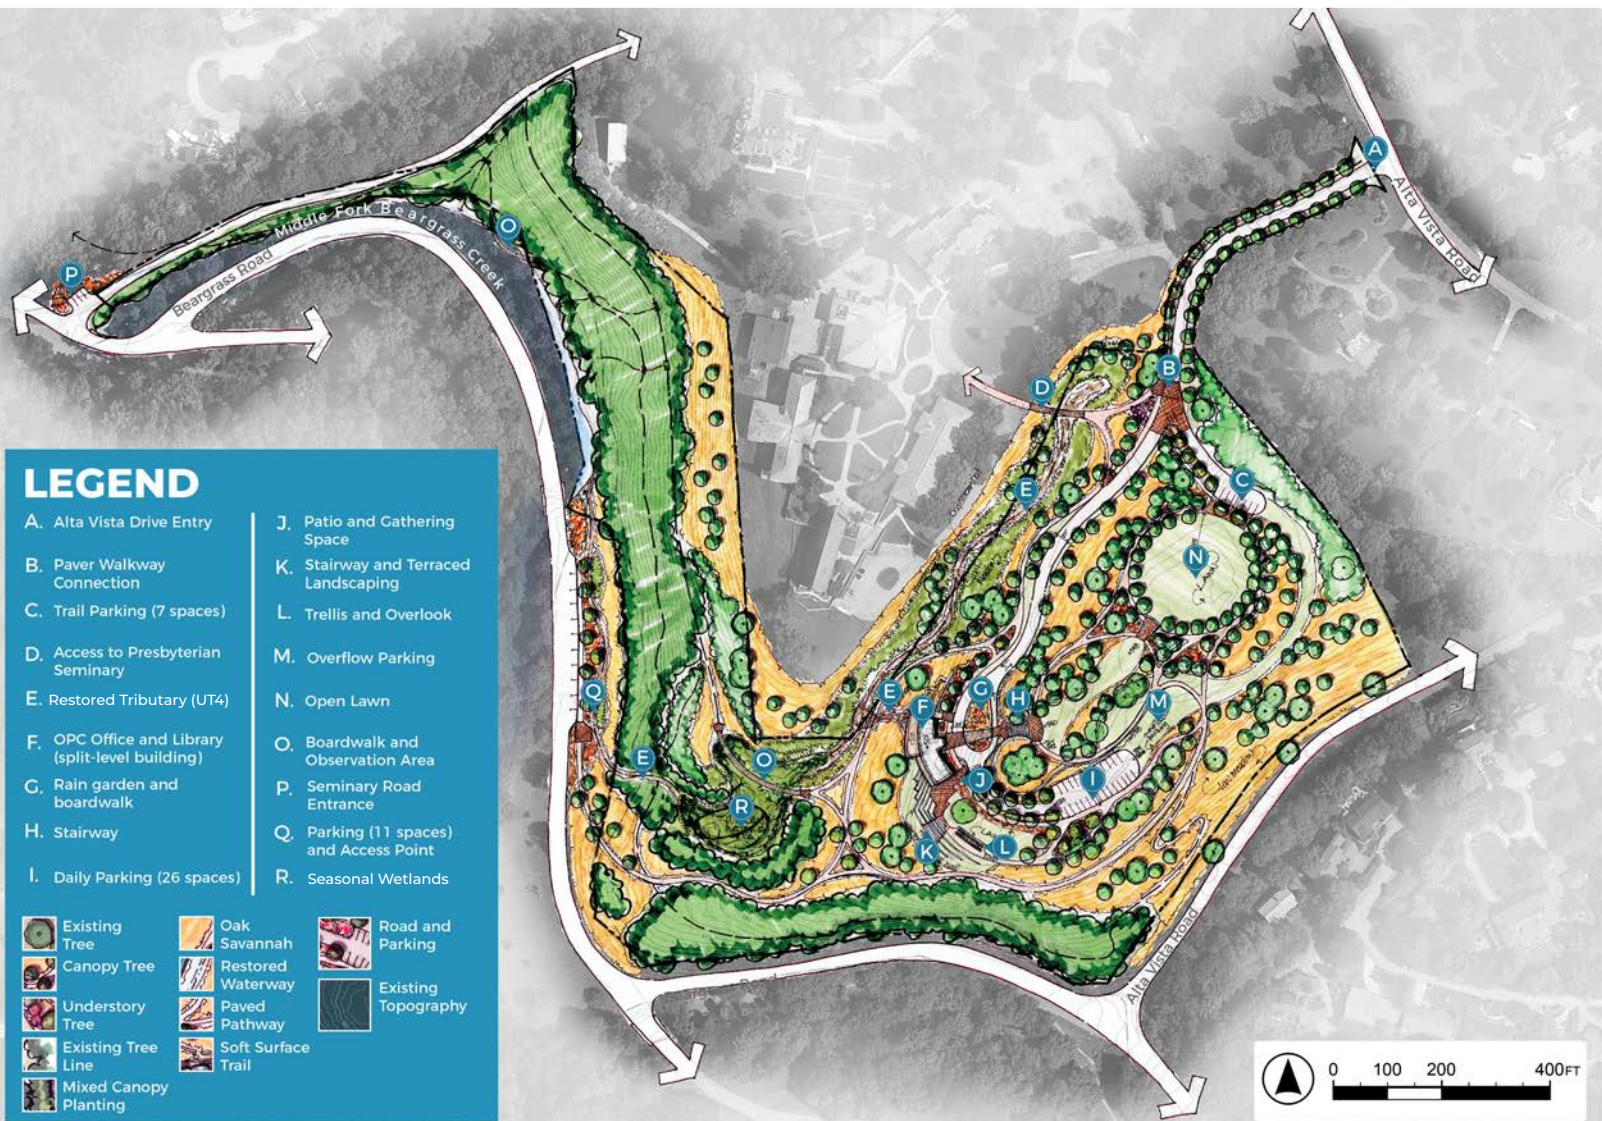 A
Alta Vista Road
Middle Fork Beargrass Creek
O
P
Beargrass Road
B
D
C
E
N
LAWN
Q
E
F
G
H
M
E
O
J
I
R
K
L
LAWN
Road
Alta Vista Road
LEGEND
A. Alta Vista Drive Entry
B. Paver Walkway
Connection
C. Trail Parking (7 spaces)
D. Access to Presbyterian
Seminary
E. Restored Tributary (UT4)
F. OPC Office and Library
(split-level building)
G. Rain garden and
boardwalk
H. Stairway
I. Daily Parking (26 spaces)
J. Patio and Gathering
Space
K. Stairway and Terraced
Landscaping
L. Trellis and Overlook
M. Overflow Parking
N. Open Lawn
O. Boardwalk and
Observation Area
P. Seminary Road
Entrance
Q. Parking (11 spaces)
and Access Point
R. Seasonal Wetlands
Existing
Tree
Canopy Tree
Understory
Tree
Existing Tree
Line
Mixed Canopy
Planting
Oak
Savannah
Restored
Waterway
Paved
Pathway
Soft Surface
Trail
Road and
Parking
Existing
Topography
0 100 200 400FT